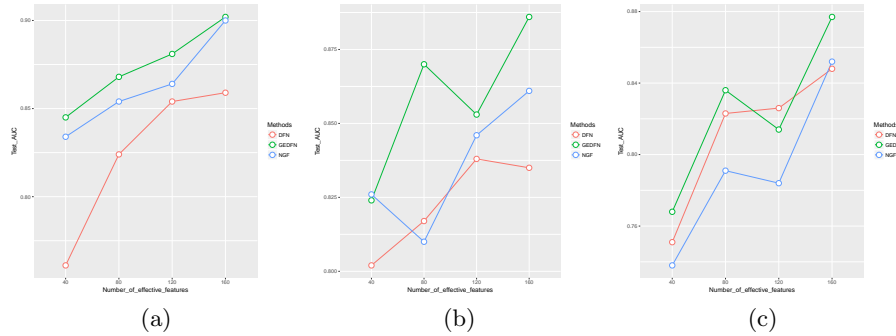 0.90
0.85
0.80
Test_AUC
40
80
120
160
Number_of_effective_features
Methods
DFN
GEDFN
NGF
(a)
0.875
0.850
0.825
0.800
Test_AUC
40
80
120
160
Number_of_effective_features
Methods
DFN
GEDFN
NGF
(b)
0.88
0.84
0.80
0.76
Test_AUC
40
80
120
160
Number_of_effective_features
Methods
DFN
GEDFN
NGF
(c)